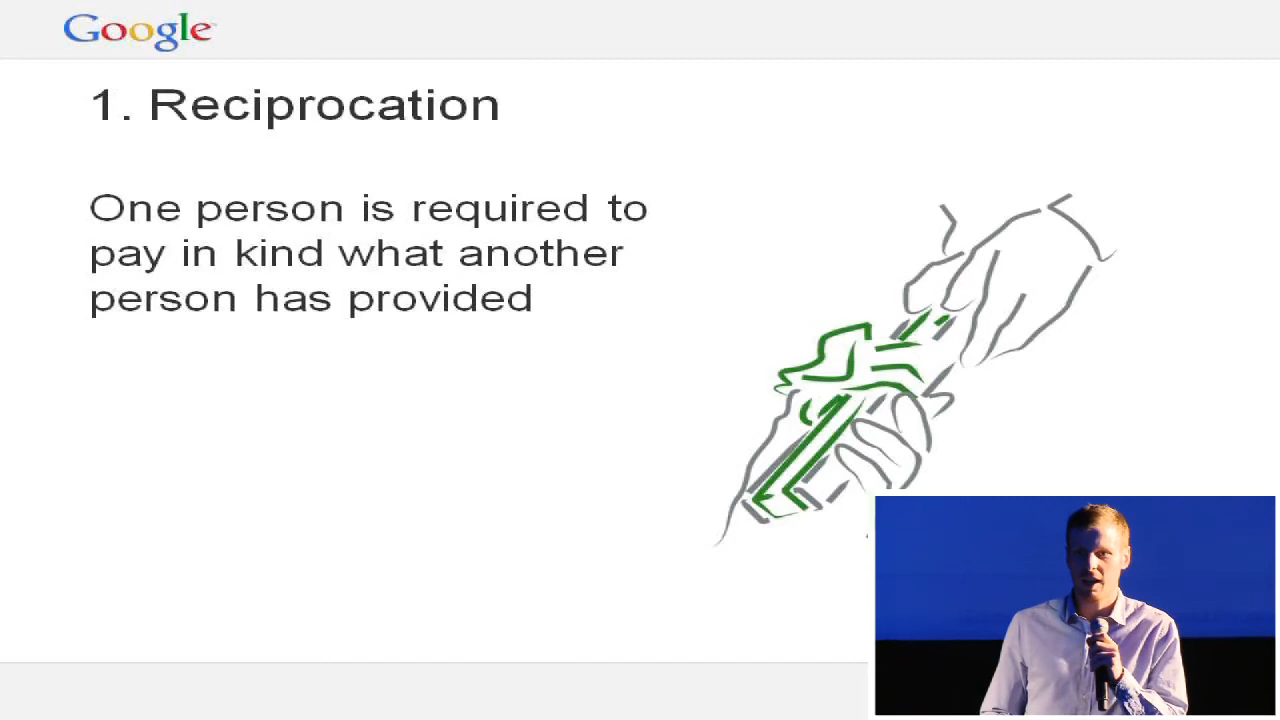 Google
1. Reciprocation
One person is required to
pay in kind what another
person has provided